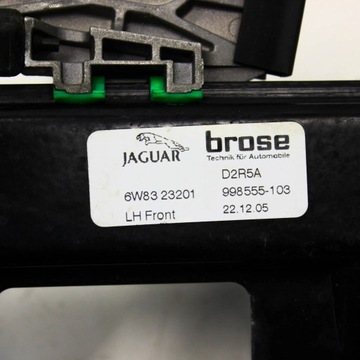 JAGUAR
brose
Technik für Automobile
D2R5A
6W83 23201 998555-103
LH Front 22.12.05